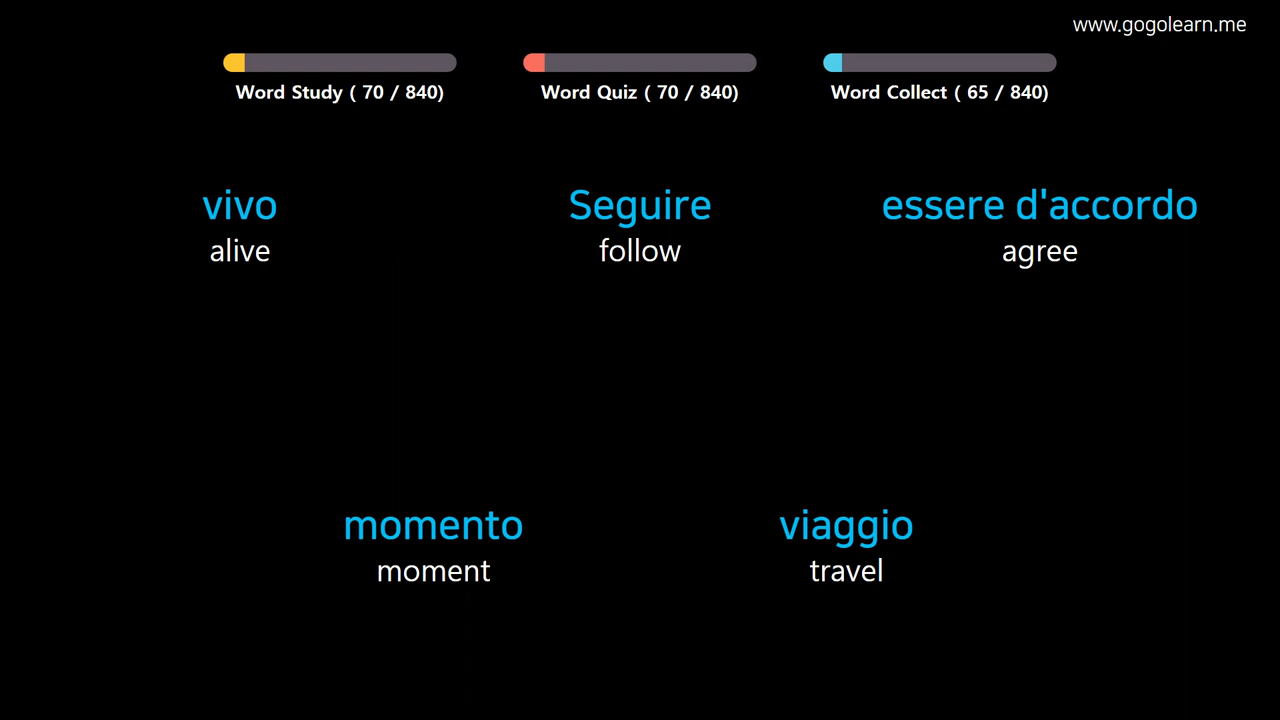 www.gogolearn.me
Word Study ( 70 / 840)
Word Quiz ( 70 / 840)
Word Collect ( 65 / 840)
vivo
alive
Seguire
follow
essere d'accordo
agree
momento
moment
viaggio
travel